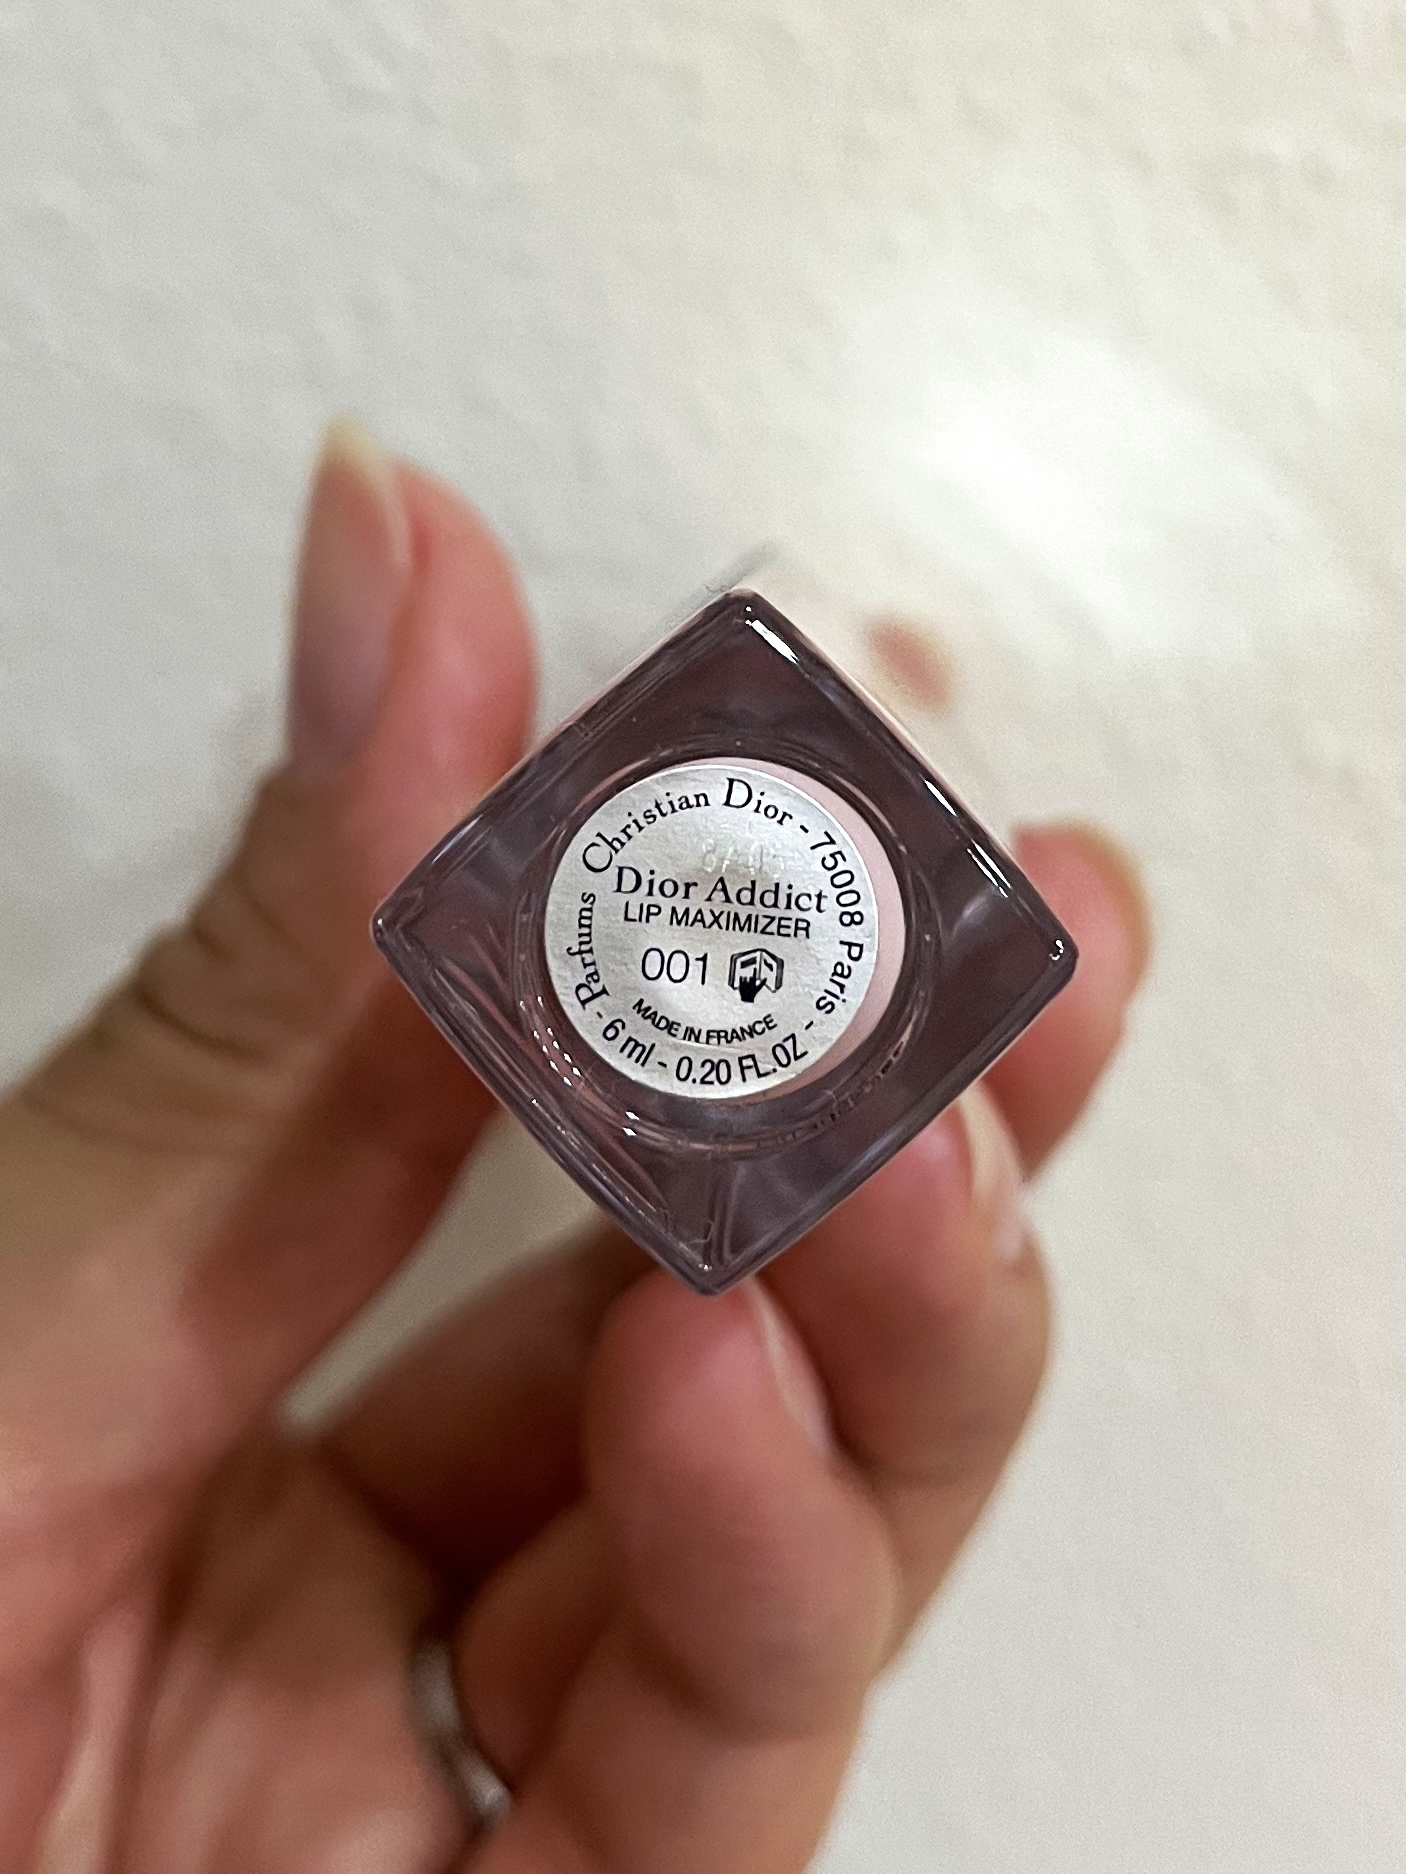 Parfums Christian Dior - 75008 Paris -
Dior Addict
LIP MAXIMIZER
001
MADE IN FRANCE
6 ml - 0.20 FL.OZ -